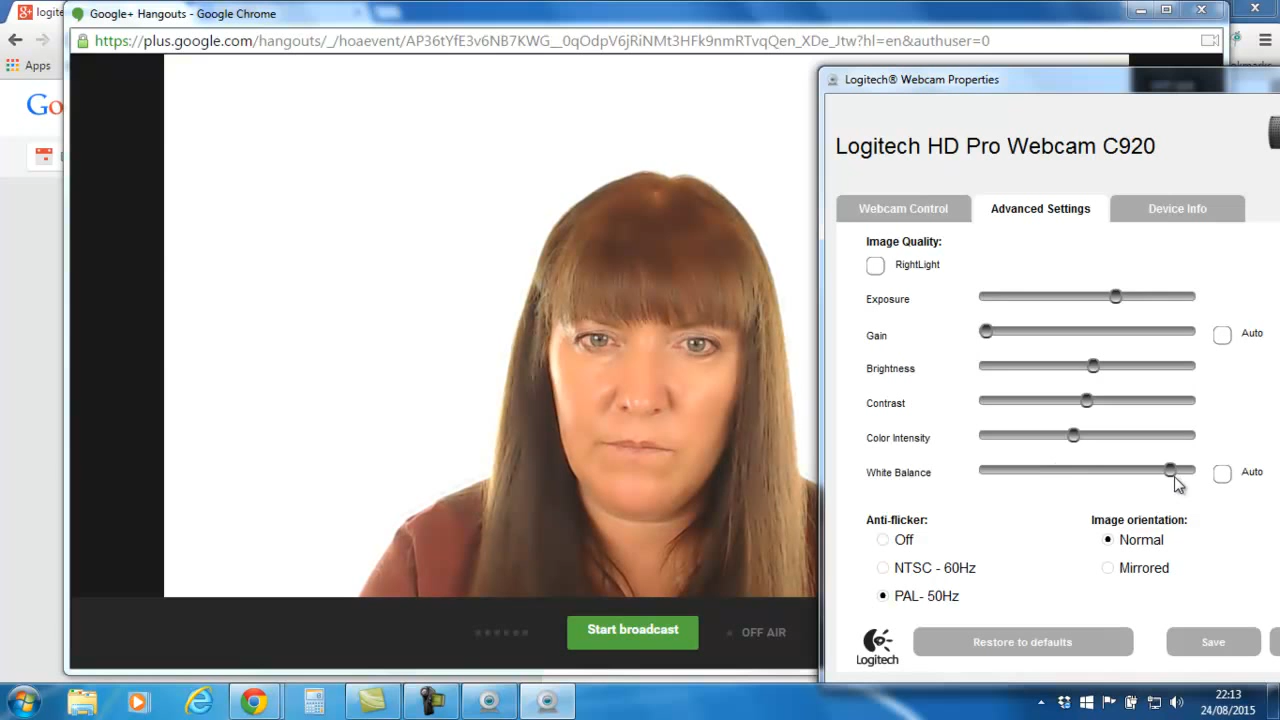 logite
Google+ Hangouts - Google Chrome
https://plus.google.com/hangouts/_/hoaevent/AP36tYfE3v6NB7KWG__0qOdpV6jRiNMt3HFk9nmRTvqQen_XDe_Jtw?hl=en&authuser=0
Apps
Go
Logitech® Webcam Properties
Logitech HD Pro Webcam C920
Webcam Control
Advanced Settings
Device Info
Image Quality:
RightLight
Exposure
Gain
Auto
Brightness
Contrast
Color Intensity
White Balance
Auto
Anti-flicker:
Image orientation:
Off
Normal
NTSC - 60Hz
Mirrored
PAL- 50Hz
Start broadcast
OFF AIR
Logitech
Restore to defaults
Save
22:13
24/08/2015